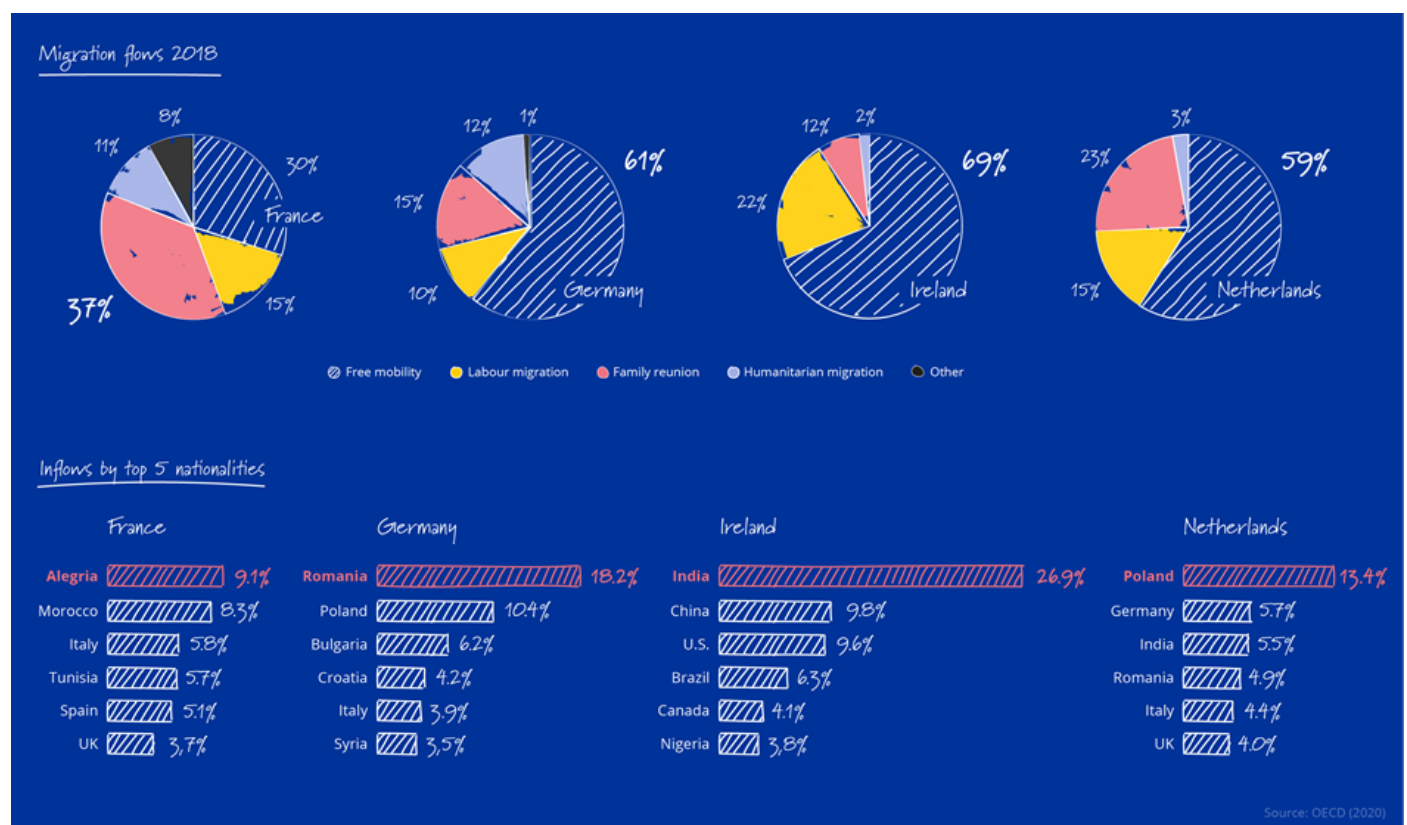 Migration flows 2018
8%
11%
30%
France
37%
15%
12%
1%
61%
15%
10%
Germany
12%
2%
69%
22%
Ireland
3%
23%
59%
15%
Netherlands
Free mobility
Labour migration
Family reunion
Humanitarian migration
Other
Inflows by top 5 nationalities
France
Alegria 9.1%
Morocco 8.3%
Italy 5.8%
Tunisia 5.7%
Spain 5.1%
UK 3,7%
Germany
Romania 18.2%
Poland 10.4%
Bulgaria 6.2%
Croatia 4.2%
Italy 3.9%
Syria 3,5%
Ireland
India 26.9%
China 9.8%
U.S. 9.6%
Brazil 6.3%
Canada 4.1%
Nigeria 3,8%
Netherlands
Poland 13.4%
Germany 5.7%
India 5.5%
Romania 4.9%
Italy 4.4%
UK 4.0%
Source: OECD (2020)